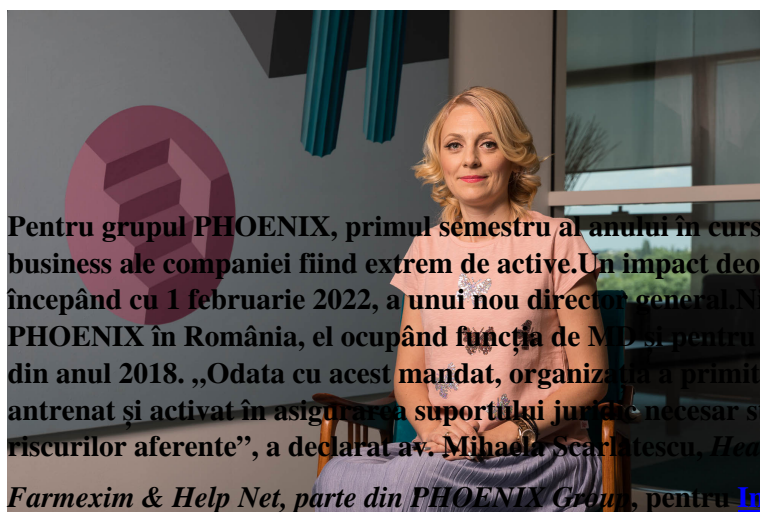 Pentru grupul PHOENIX, primul semestru al anului în curs
business ale companiei fiind extrem de active.Un impact deo
începând cu 1 februarie 2022, a unui nou director general.Ni
PHOENIX în România, el ocupând funcția de MD si pentru
din anul 2018. „Odata cu acest mandat, organizația a primit
antrenat și activat în asigurarea suportului juridic necesar s
riscurilor aferente”, a declarat av. Mihaela Scarlatescu, Hea
Farmexim & Help Net, parte din PHOENIX Group, pentru In